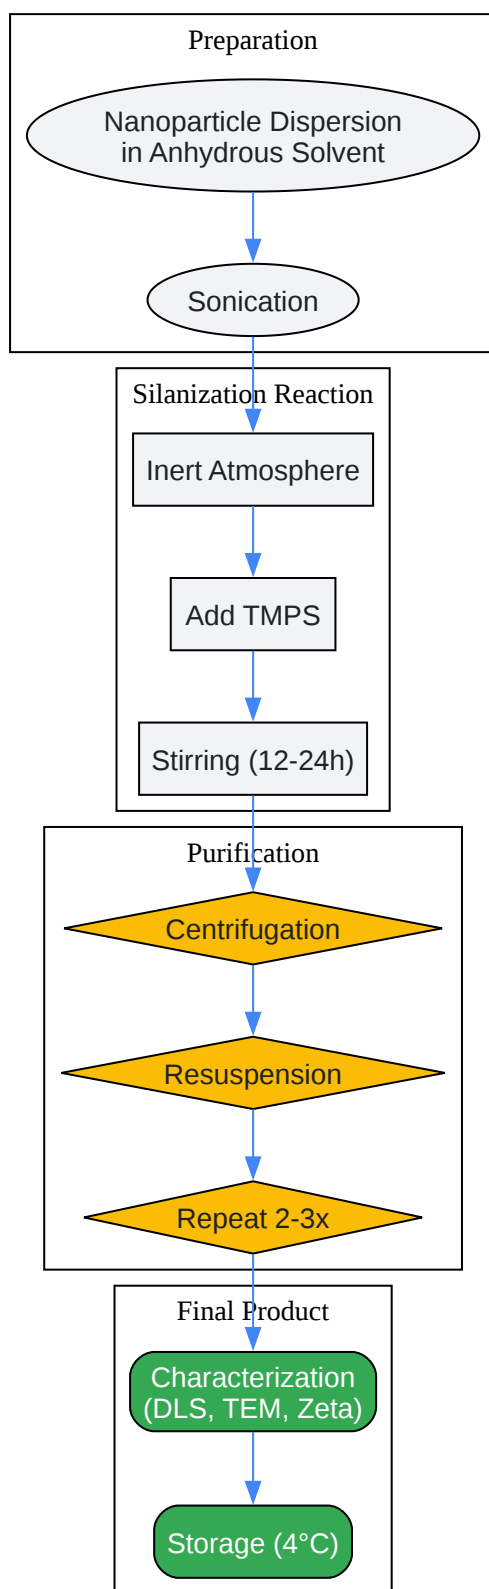 Preparation
Nanoparticle Dispersion
in Anhydrous Solvent
Sonication
Silanization Reaction
Inert Atmosphere
Add TMPS
Stirring (12-24h)
Purification
Centrifugation
Resuspension
Repeat 2-3x
Final Product
Characterization
(DLS, TEM, Zeta)
Storage (4°C)